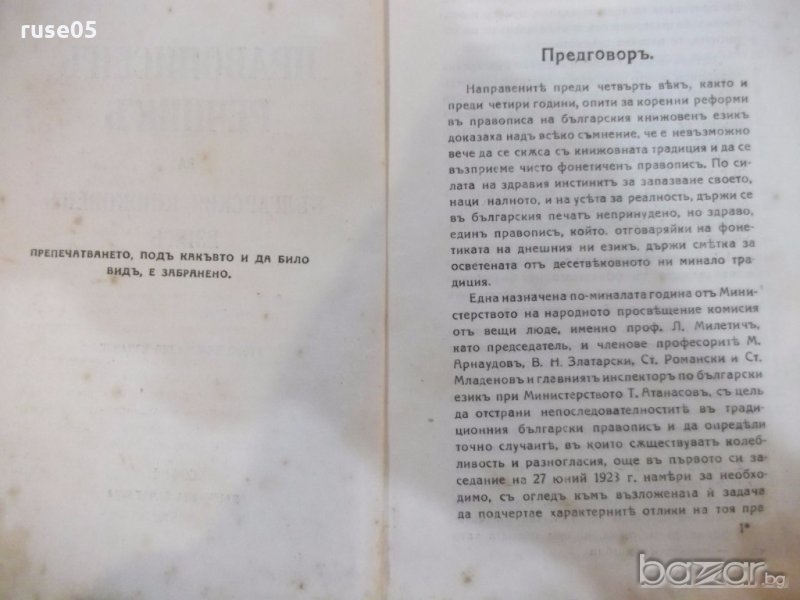 ruse05
ПРЕПЕЧАТВАНЕТО, ПОДЪ КАКЪВТО И ДА БИЛО
ВИДЪ, Е ЗАБРАНЕНО.
Предговоръ.
Направенитѣ преди четвърть вѣкъ, както и
преди четири години, опити за коренни реформи
въ правописа на българския книжовенъ езикъ
доказаха надъ всѣко съмнение, че е невъзможно
вече да се скѫса съ книжовната традиция и да се
възприеме чисто фонетиченъ правописъ. По си-
лата на здравия инстинктъ за запазване своето,
наци налното, и на усѣта за реалность, държи се
въ българския печатъ непринудено, но здраво,
единъ правописъ, който, отговаряйки на фоне-
тиката на днешния ни езикъ, държи смѣтка за
осветената отъ десетвѣковното ни минало тра-
диция.
Една назначена по-миналата година отъ Мини-
стерството на народното просвѣщение комисия
отъ вещи люде, именно проф. Л. Милетичъ,
като председатель, и членове професоритѣ М.
Арнаудовъ, В. Н. Златарски, Ст. Романски и Ст.
Младеновъ и главниятъ инспекторъ по български
езикъ при Министерството Т. Атанасовъ, съ цель
да отстрани непоследователноститѣ въ тради-
ционния български правописъ и да опредѣли
точно случаитѣ, въ които сѫществуватъ колеб-
ливость и разногласия, още въ първото си за-
седание на 27 юний 1923 г. намѣри за необхо-
димо, съ огледъ къмъ възложената ѝ задача
да подчертае характернитѣ отлики на тоя пра
1*
bazar.bg